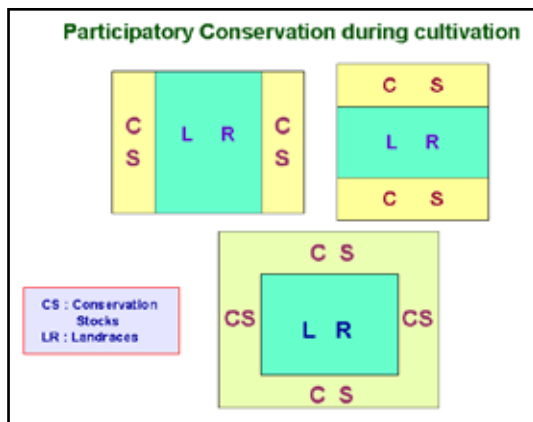 Participatory Conservation during cultivation
C
S
L R
C
S
C S
L R
C S
C S
CS
L R
CS
C S
CS : Conservation
Stocks
LR : Landraces